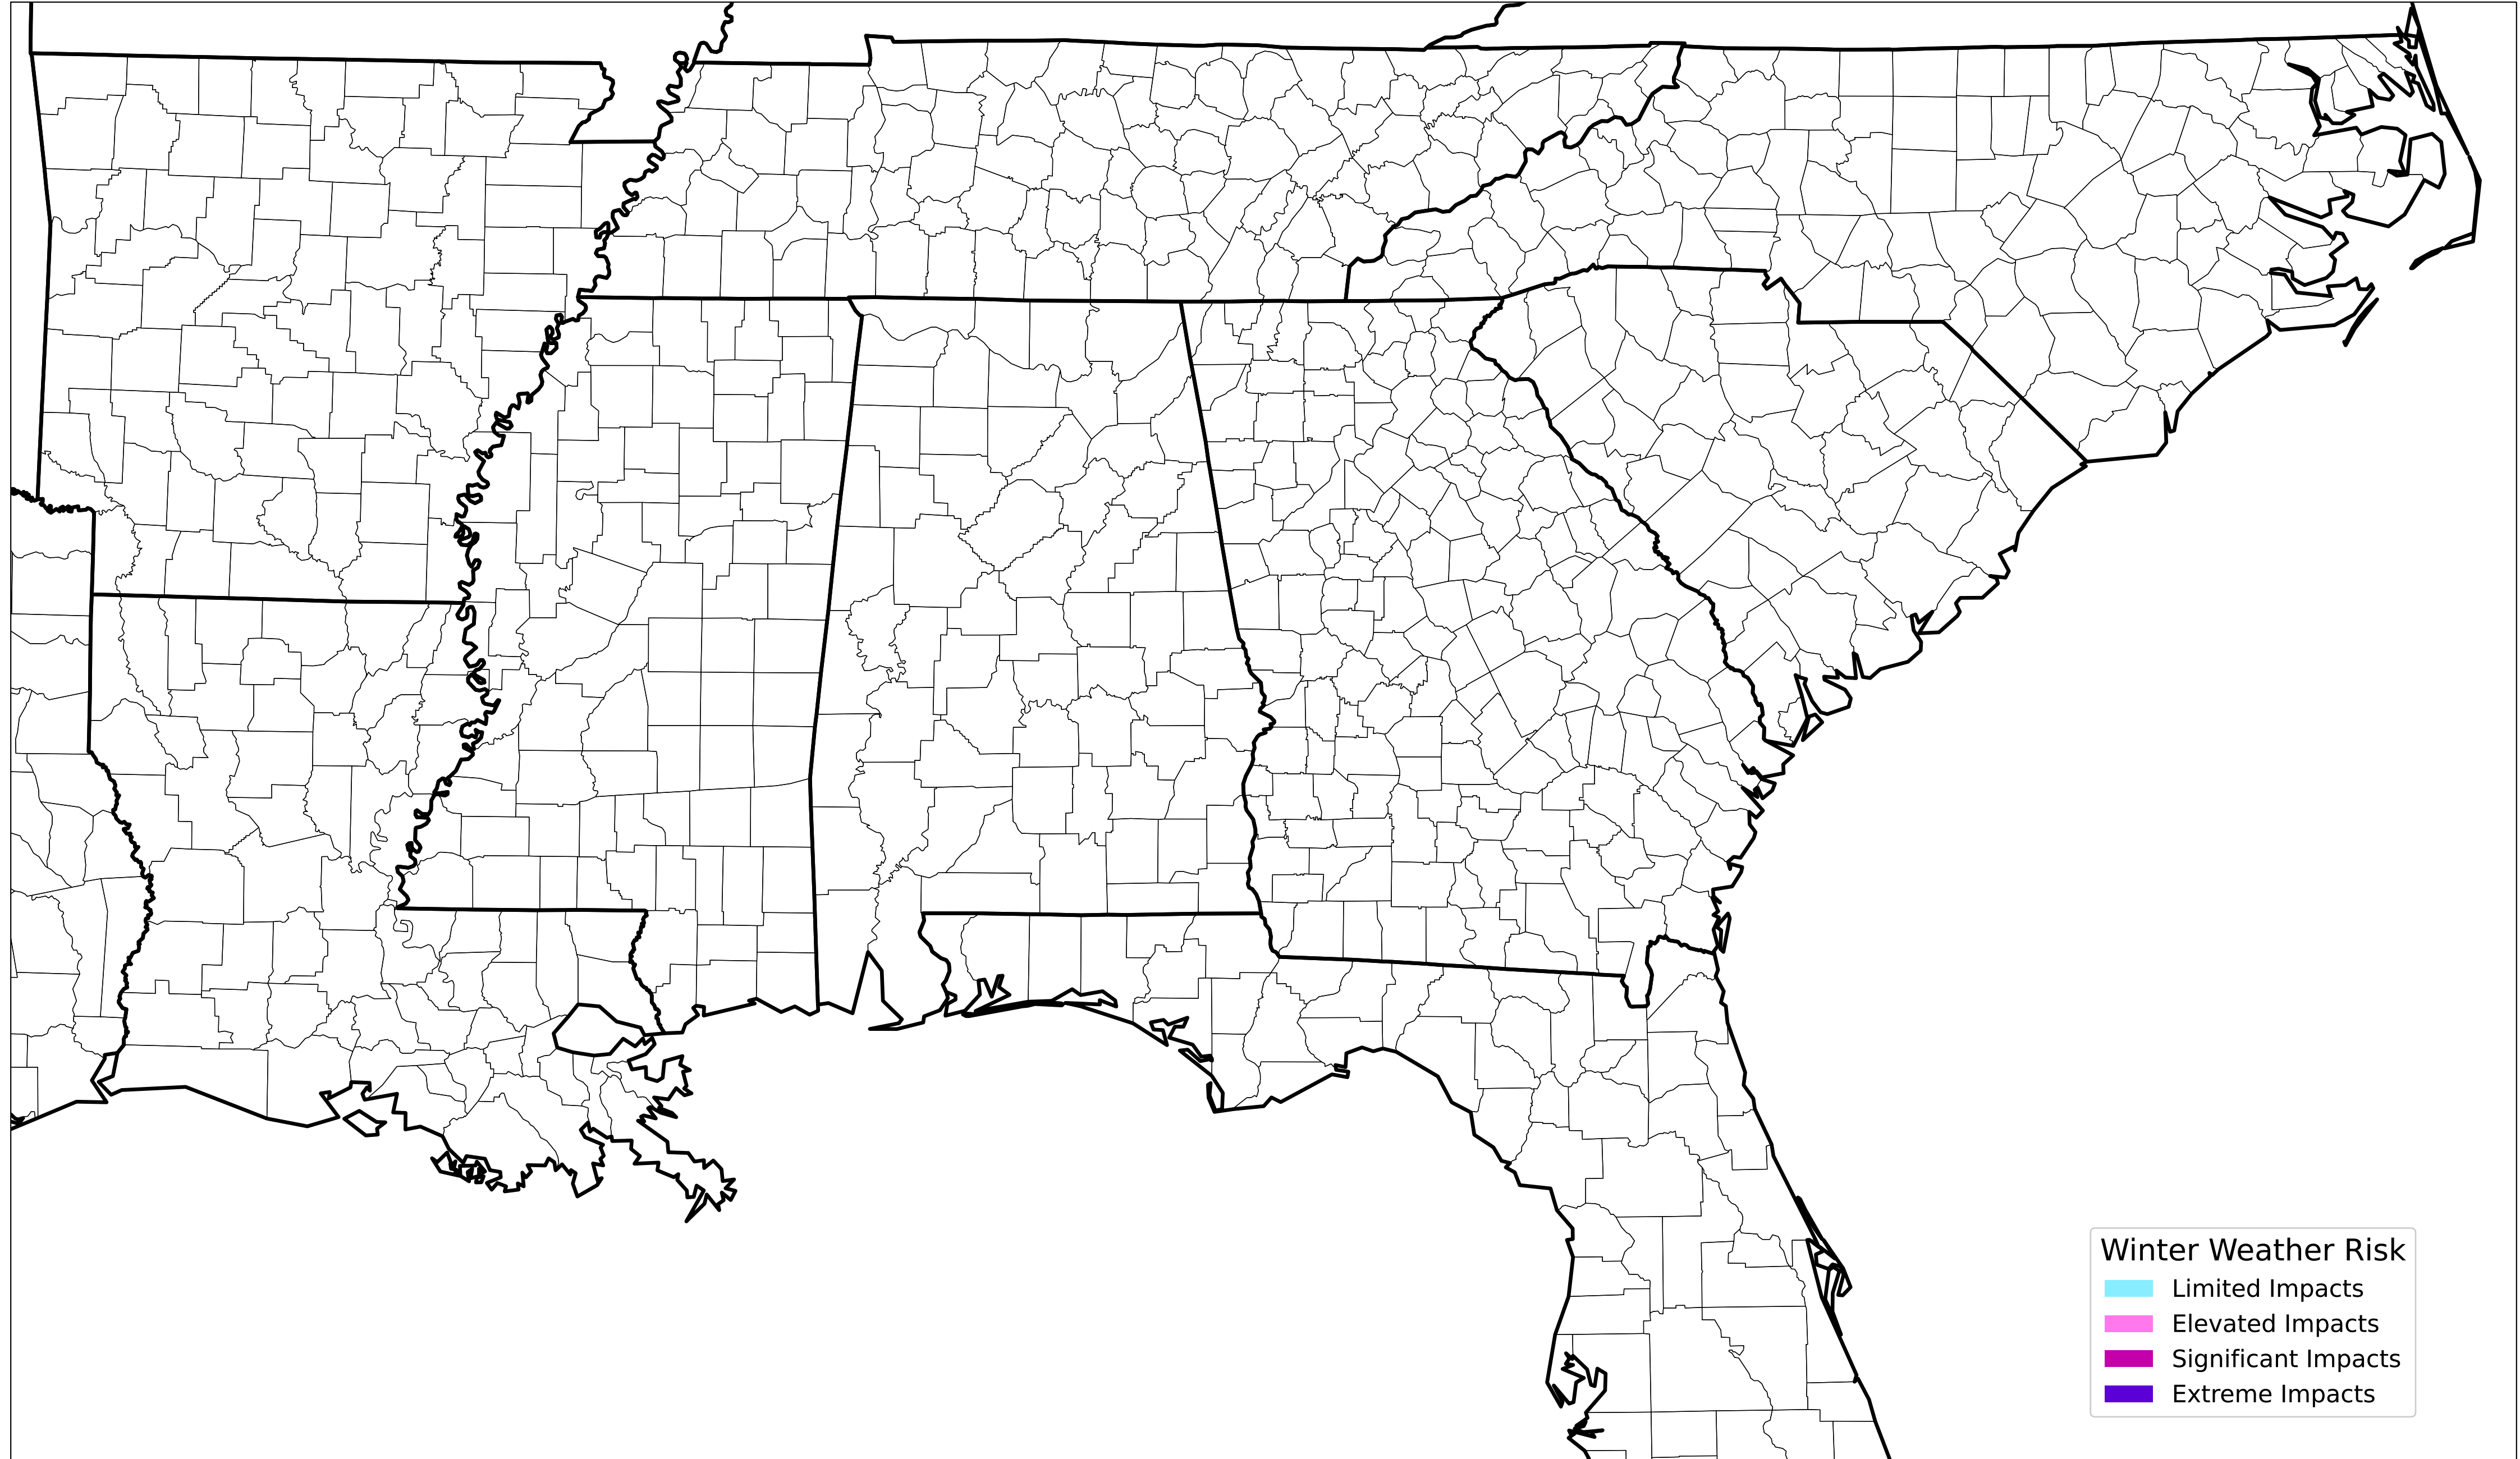 Winter Weather Risk
Limited Impacts
Elevated Impacts
Significant Impacts
Extreme Impacts